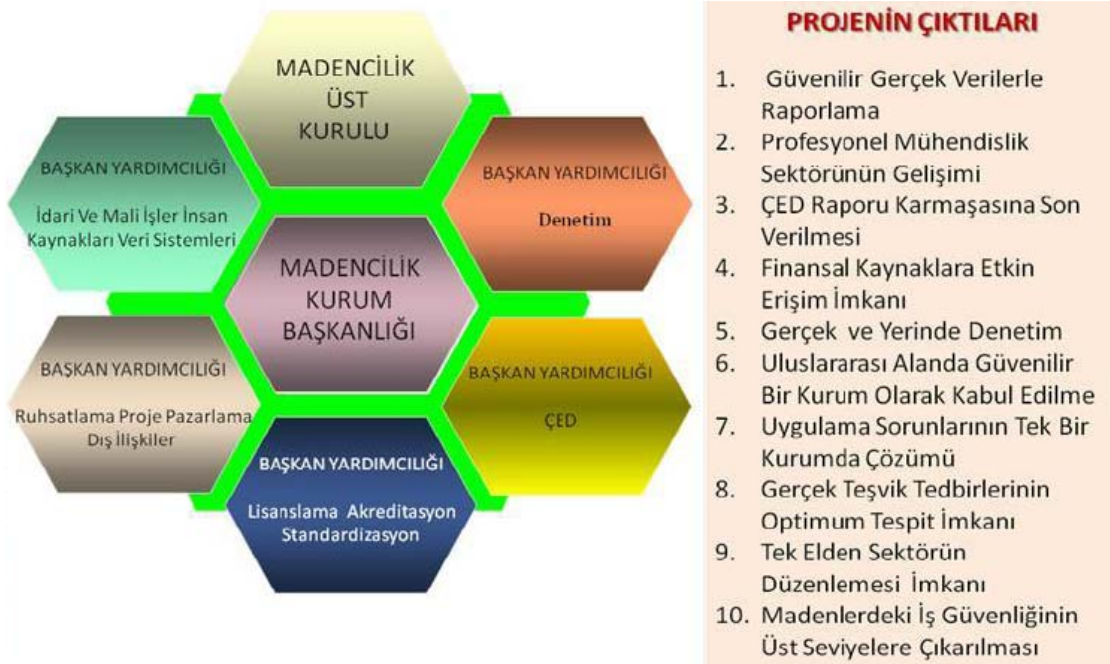 MADENCİLİK
ÜST
KURULU
BAŞKAN YARDIMCILIĞI
İdari Ve Mali İşler İnsan
Kaynakları Veri Sistemleri
BAŞKAN YARDIMCILIĞI
Denetim
MADENCİLİK
KURUM
BAŞKANLIĞI
BAŞKAN YARDIMCILIĞI
Ruhsatlama Proje Pazarlama
Dış İlişkiler
BAŞKAN YARDIMCILIĞI
ÇED
BAŞKAN YARDIMCILIĞI
Lisanslama Akreditasyon
Standardizasyon
PROJENİN ÇIKTILARI
1. Güvenilir Gerçek Verilerle
Raporlama
2. Profesyonel Mühendislik
Sektörünün Gelişimi
3. ÇED Raporu Karmaşasına Son
Verilmesi
4. Finansal Kaynaklara Etkin
Erişim İmkanı
5. Gerçek ve Yerinde Denetim
6. Uluslararası Alanda Güvenilir
Bir Kurum Olarak Kabul Edilme
7. Uygulama Sorunlarının Tek Bir
Kurumda Çözümü
8. Gerçek Teşvik Tedbirlerinin
Optimum Tespit İmkanı
9. Tek Elden Sektörün
Düzenlemesi İmkanı
10. Madenlerdeki İş Güvenliğinin
Üst Seviyelere Çıkarılması